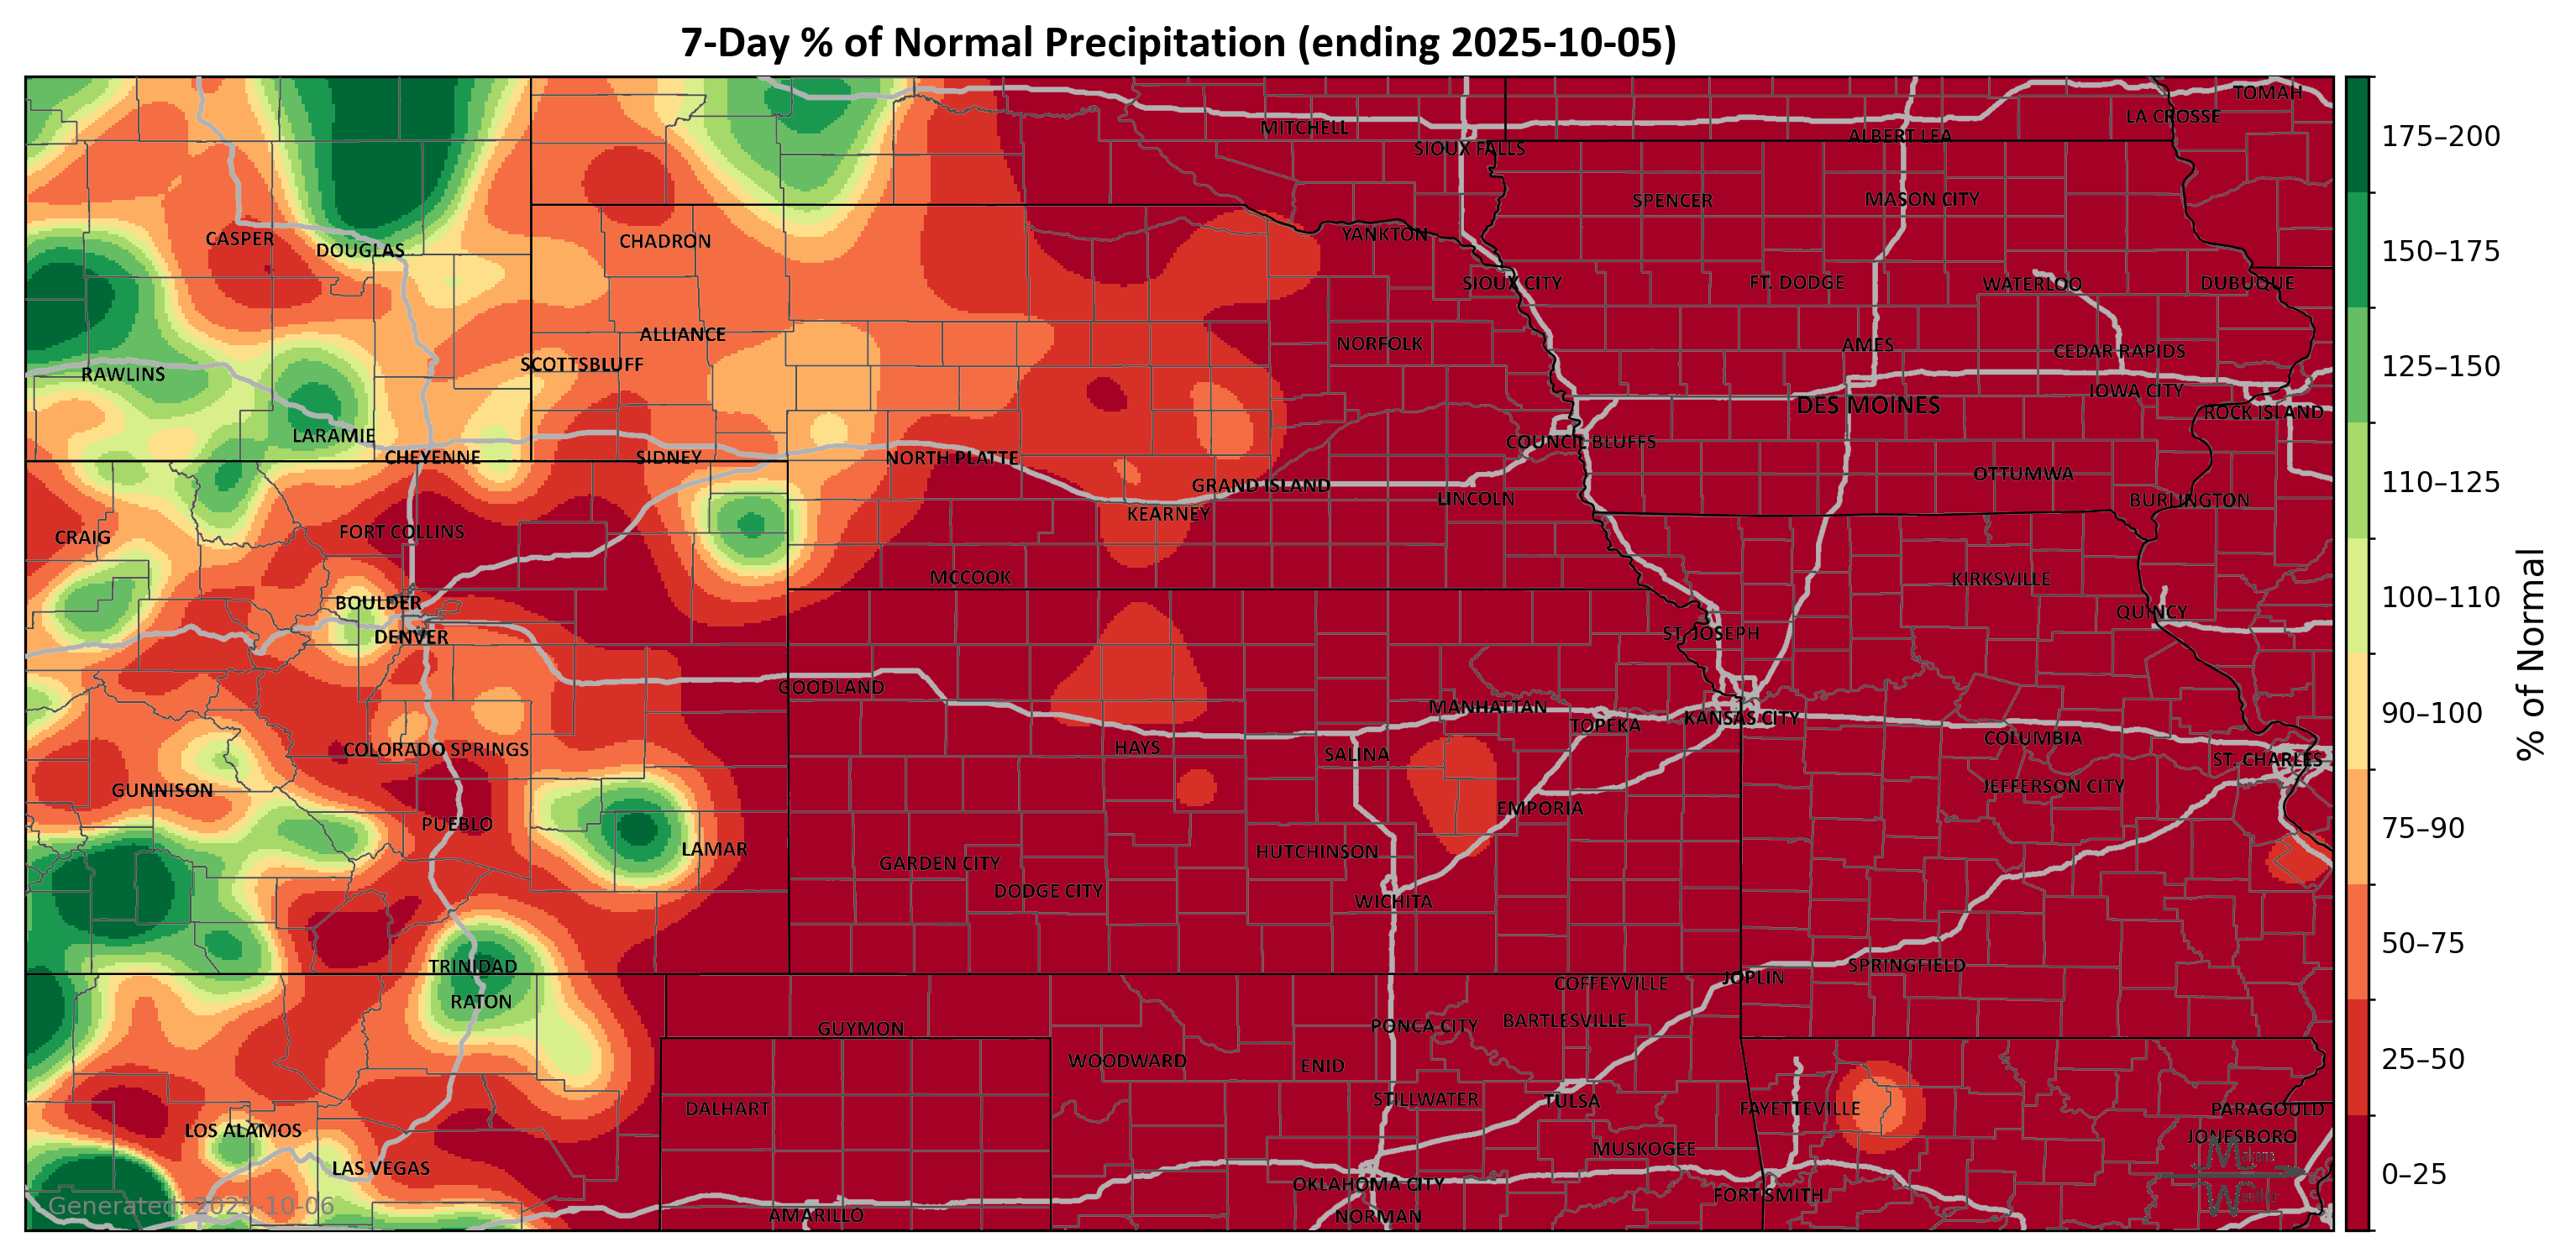 7-Day % of Normal Precipitation (ending 2025-10-05)
TOMAH
LA CROSSE
MITCHELL
ALBERT LEA
SIOUX FALLS
SPENCER
MASON CITY
YANKTON
CASPER
DOUGLAS
CHADRON
SIOUX CITY
FT. DODGE
WATERLOO
DUBUQUE
ALLIANCE
NORFOLK
AMES
CEDAR RAPIDS
SCOTTSBLUFF
RAWLINS
IOWA CITY
DES MOINES
ROCK ISLAND
LARAMIE
COUNCIL BLUFFS
CHEYENNE
SIDNEY
NORTH PLATTE
OTTUMWA
GRAND ISLAND
LINCOLN
BURLINGTON
KEARNEY
FORT COLLINS
CRAIG
MCCOOK
KIRKSVILLE
BOULDER
QUINCY
DENVER
ST. JOSEPH
GOODLAND
MANHATTAN
TOPEKA
KANSAS CITY
COLUMBIA
COLORADO SPRINGS
HAYS
SALINA
ST. CHARLES
GUNNISON
JEFFERSON CITY
EMPORIA
PUEBLO
LAMAR
HUTCHINSON
GARDEN CITY
DODGE CITY
WICHITA
TRINIDAD
SPRINGFIELD
JOPLIN
COFFEYVILLE
RATON
GUYMON
PONCA CITY
BARTLESVILLE
WOODWARD
ENID
STILLWATER
TULSA
DALHART
FAYETTEVILLE
PARAGOULD
LOS ALAMOS
JONESBORO
MUSKOGEE
LAS VEGAS
OKLAHOMA CITY
FORT SMITH
AMARILLO
NORMAN
Generated: 2025-10-06
175–200
150–175
125–150
110–125
100–110
90–100
75–90
50–75
25–50
0–25
% of Normal